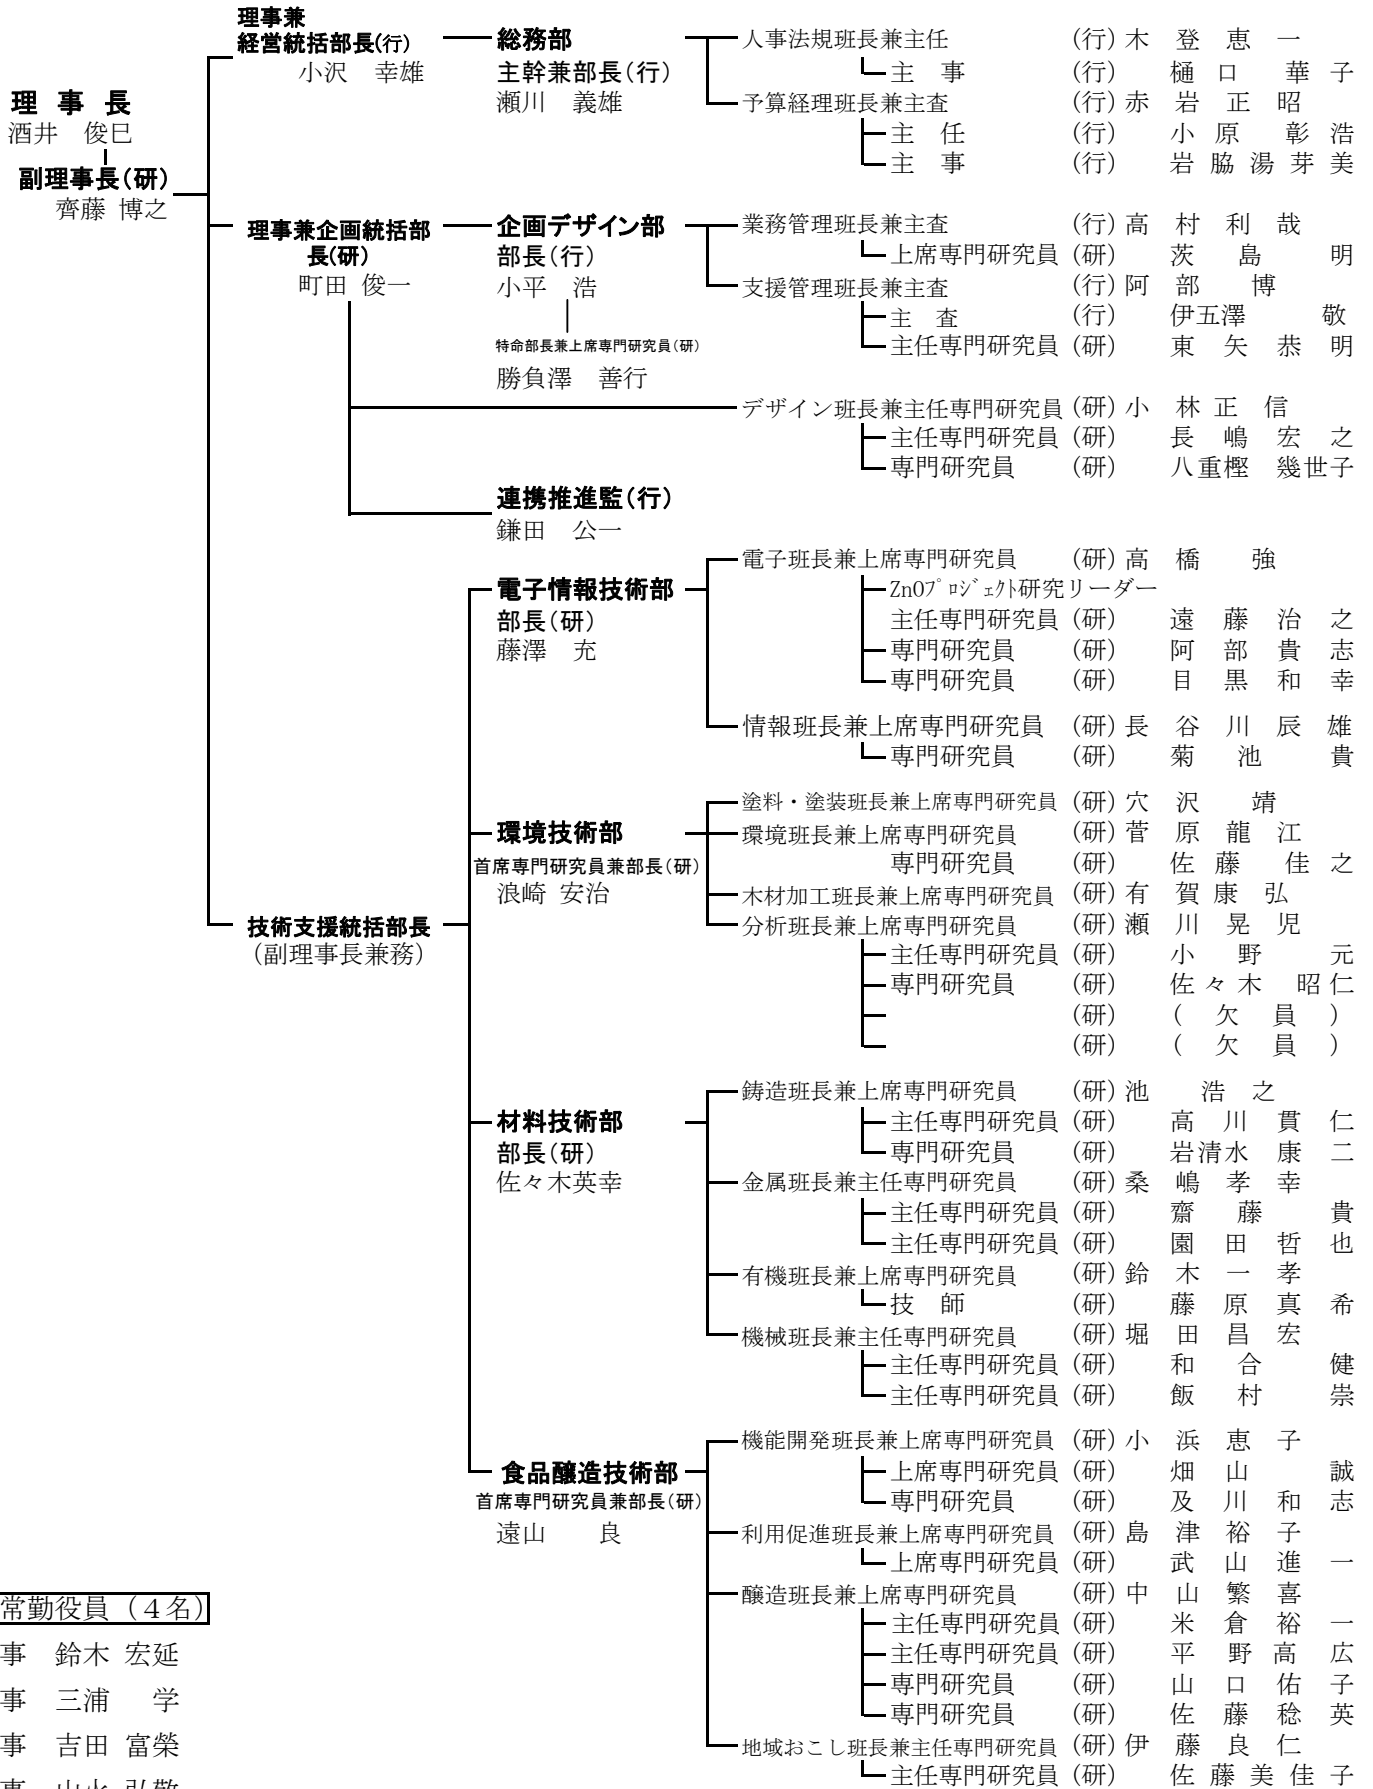 理事長
酒井 俊巳
副理事長(研)
齊藤 博之
理事兼
経営統括部長(行)
小沢 幸雄
総務部
主幹兼部長(行)
瀬川 義雄
人事法規班長兼主任 (行) 木登恵一
主事 (行) 樋口華子
予算経理班長兼主査 (行) 赤岩正昭
主任 (行) 小原彰浩
主事 (行) 岩脇湯芽美
理事兼企画統括部
長(研)
町田 俊一
企画デザイン部
部長(行)
小平 浩
特命部長兼上席専門研究員(研)
勝負澤 善行
業務管理班長兼主査 (行) 高村利哉
上席専門研究員 (研) 茨島明
支援管理班長兼主査 (行) 阿部博
主査 (行) 伊五澤敬
主任専門研究員 (研) 東矢恭明
デザイン班長兼主任専門研究員 (研) 小林正信
主任専門研究員 (研) 長嶋宏之
専門研究員 (研) 八重樫幾世子
連携推進監(行)
鎌田 公一
技術支援統括部長
(副理事長兼務)
電子情報技術部
部長(研)
藤澤 充
電子班長兼上席専門研究員 (研) 高橋強
ZnOプロジェクト研究リーダー
主任専門研究員 (研) 遠藤治之
専門研究員 (研) 阿部貴志
専門研究員 (研) 目黒和幸
情報班長兼上席専門研究員 (研) 長谷川辰雄
専門研究員 (研) 菊池貴
環境技術部
首席専門研究員兼部長(研)
浪崎 安治
塗料・塗装班長兼上席専門研究員 (研) 穴沢靖
環境班長兼上席専門研究員 (研) 菅原龍江
専門研究員 (研) 佐藤佳之
木材加工班長兼上席専門研究員 (研) 有賀康弘
分析班長兼上席専門研究員 (研) 瀬川晃児
主任専門研究員 (研) 小野元
専門研究員 (研) 佐々木昭仁
(研) (欠員)
(研) (欠員)
材料技術部
部長(研)
佐々木英幸
鋳造班長兼上席専門研究員 (研) 池浩之
主任専門研究員 (研) 高川貫仁
専門研究員 (研) 岩清水康二
金属班長兼主任専門研究員 (研) 桑嶋孝幸
主任専門研究員 (研) 齋藤貴
主任専門研究員 (研) 園田哲也
有機班長兼上席専門研究員 (研) 鈴木一孝
技師 (研) 藤原真希
機械班長兼主任専門研究員 (研) 堀田昌宏
主任専門研究員 (研) 和合健
主任専門研究員 (研) 飯村崇
食品醸造技術部
首席専門研究員兼部長(研)
遠山 良
機能開発班長兼上席専門研究員 (研) 小浜恵子
上席専門研究員 (研) 畑山誠
専門研究員 (研) 及川和志
利用促進班長兼上席専門研究員 (研) 島津裕子
上席専門研究員 (研) 武山進一
醸造班長兼上席専門研究員 (研) 中山繁喜
主任専門研究員 (研) 米倉裕一
主任専門研究員 (研) 平野高広
専門研究員 (研) 山口佑子
専門研究員 (研) 佐藤稔英
地域おこし班長兼主任専門研究員 (研) 伊藤良仁
主任専門研究員 (研) 佐藤美佳子
常勤役員(4名)
事 鈴木 宏延
事 三浦 学
事 吉田 富榮
事 山火 弘敬